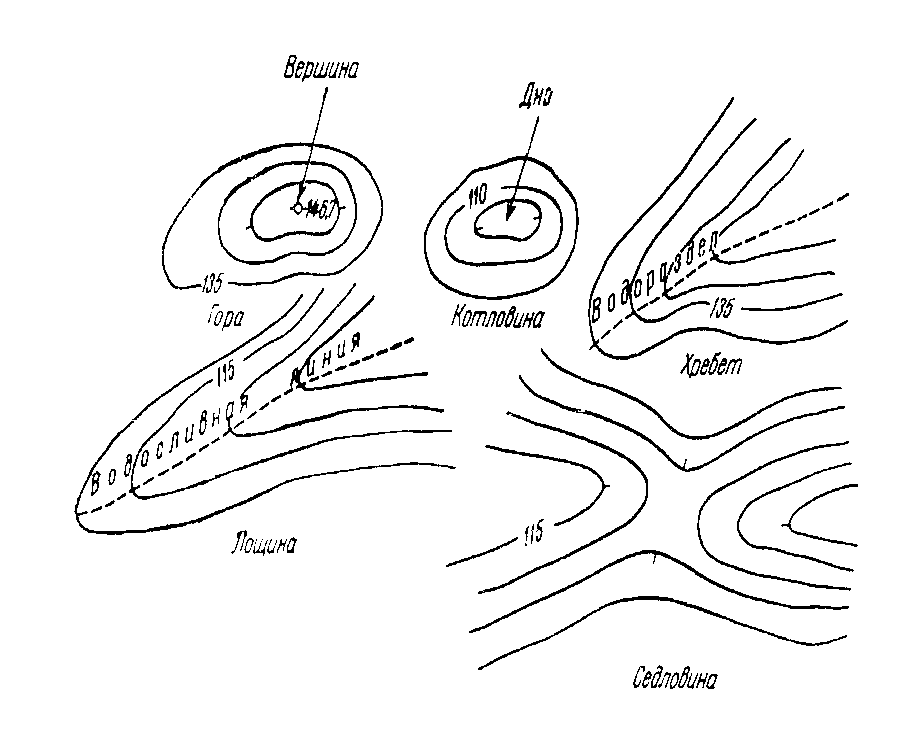 Вершина
Дно
146,7
110
135
Гора
Котловина
Водораздел
135
Хребет
115
Водосливная линия
Лощина
115
Седловина